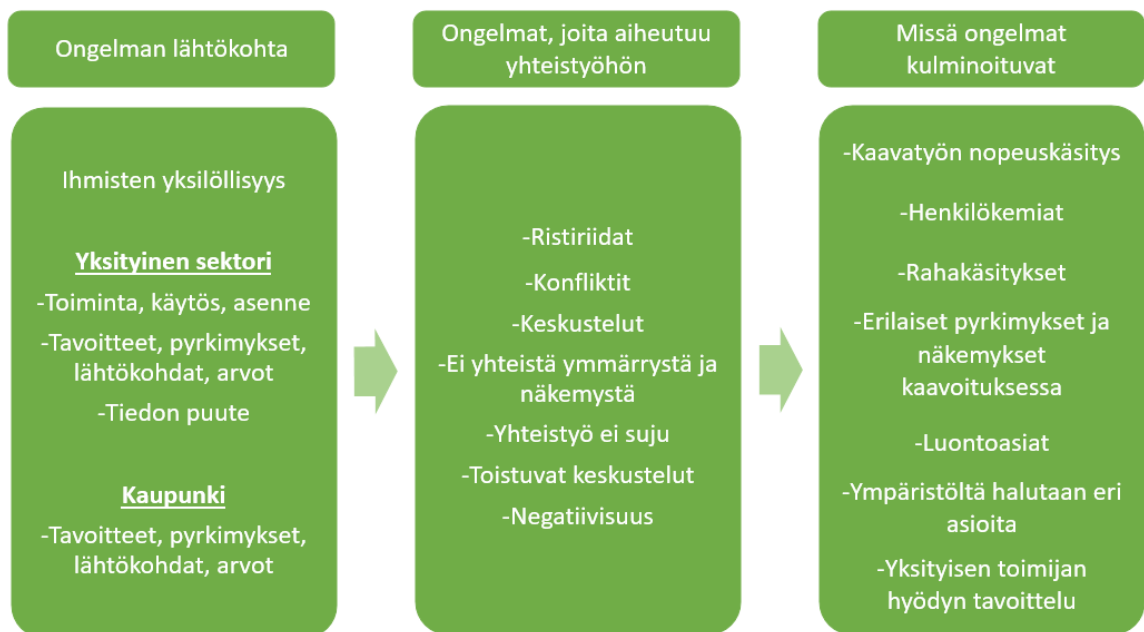 Ongelman lähtökohta
Ihmisten yksilöllisyys
Yksityinen sektori
-Toiminta, käytös, asenne
-Tavoitteet, pyrkimykset,
lähtökohdat, arvot
-Tiedon puute
Kaupunki
-Tavoitteet, pyrkimykset,
lähtökohdat, arvot
Ongelmat, joita aiheutuu
yhteistyöhön
-Ristiriidat
-Konfliktit
-Keskustelut
-Ei yhteistä ymmärrystä ja
näkemystä
-Yhteistyö ei suju
-Toistuvat keskustelut
-Negatiivisuus
Missä ongelmat
kulminoituvat
-Kaavatyön nopeuskäsitys
-Henkilökemiat
-Rahakäsitykset
-Erilaiset pyrkimykset ja
näkemykset
kaavoituksessa
-Luontoasiat
-Ympäristöltä halutaan eri
asioita
-Yksityisen toimijan
hyödyn tavoittelu